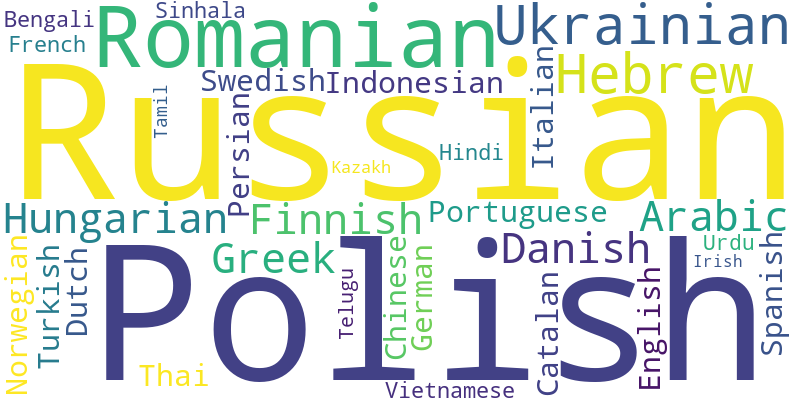 Bengali
Sinhala
French
Romanian
Ukrainian
Swedish
Indonesian
Italian
Hebrew
Russian
Tamil
Persian
Hindi
Kazakh
Hungarian
Finnish
Portuguese
Arabic
Norwegian
Turkish
Dutch
Greek
Polish
Telugu
Chinese
German
Danish
Catalan
English
Urdu
Irish
Spanish
Thai
Vietnamese